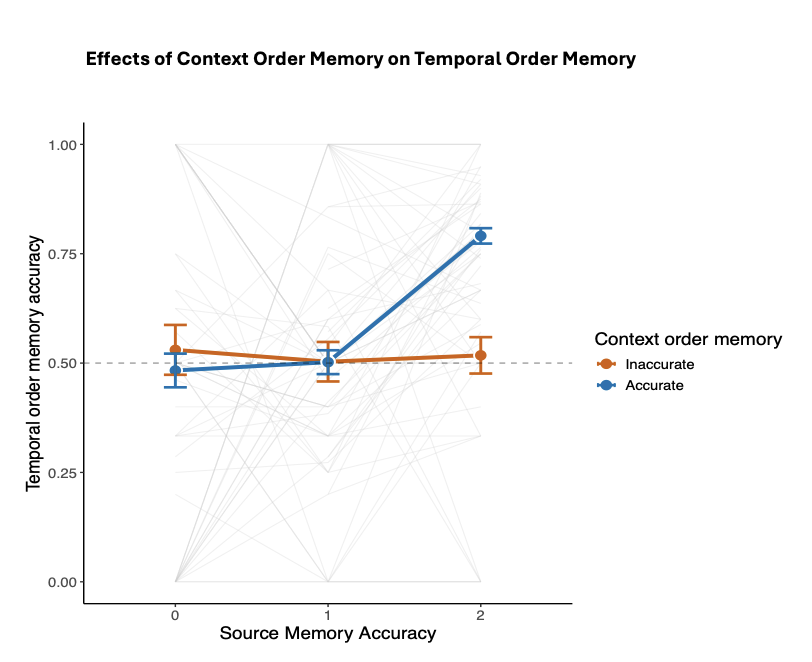 Effects of Context Order Memory on Temporal Order Memory
Temporal order memory accuracy
1.00
0.75
0.50
0.25
0.00
0
1
2
Source Memory Accuracy
Context order memory
Inaccurate
Accurate